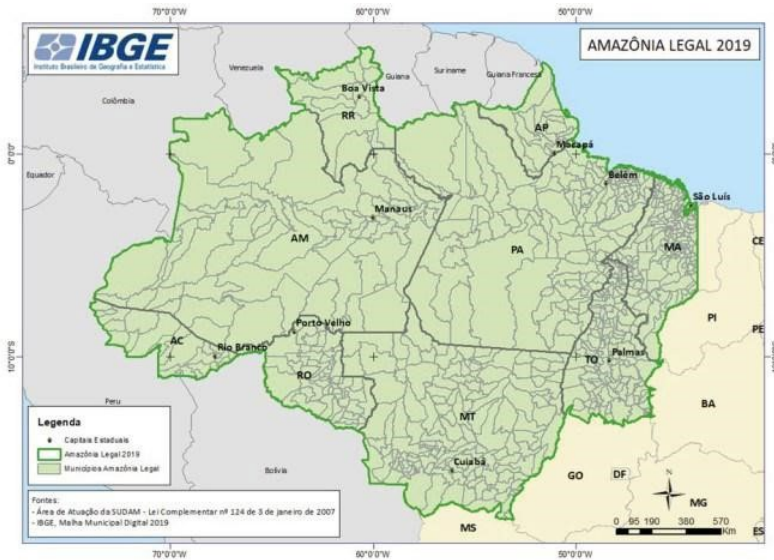 70°0'0"W 60°0'0"W 50°0'0"W
IBGE
Instituto Brasileiro de Geografia e Estatística
AMAZÔNIA LEGAL 2019
Venezuela
Guiana
Suriname
Guiana Francesa
Colômbia
Boa Vista
RR
AP
Macapá
0°0'0"
Equador
Belém
São Luís
Manaus
AM
PA
MA
CE
PI
PE
Porto Velho
AC
Rio Branco
TO
Palmas
10°0'0"S
10°0'0"S
RO
Peru
MT
BA
Legenda
Capitais Estaduais
Amazônia Legal 2019
Municípios Amazônia Legal
Cuiabá
Bolívia
GO
DF
N
MG
Fontes:
- Área de Atuação da SUDAM - Lei Complementar nº 124 de 3 de janeiro de 2007
- IBGE, Malha Municipal Digital 2019
0 95 190 380 570
Km
MS
ES
70°0'0"W 60°0'0"W 50°0'0"W